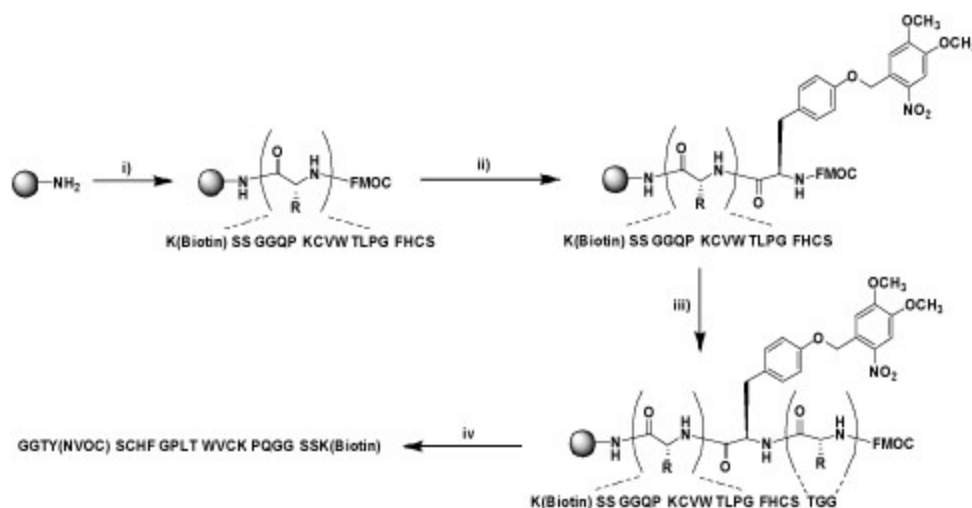 NH₂
i)
N
H
O
H
N
R
FMOC
K(Biotin) SS GGQP KCVW TLPG FHCS
ii)
OCH₃
OCH₃
O
NO₂
N
H
O
H
N
R
O
N
H
FMOC
K(Biotin) SS GGQP KCVW TLPG FHCS
iii)
OCH₃
OCH₃
O
NO₂
N
H
O
H
N
R
O
N
H
O
H
N
R
FMOC
K(Biotin) SS GGQP KCVW TLPG FHCS TGG
iv
GGTY(NVOC) SCHF GPLT WVCK PQGG SSK(Biotin)